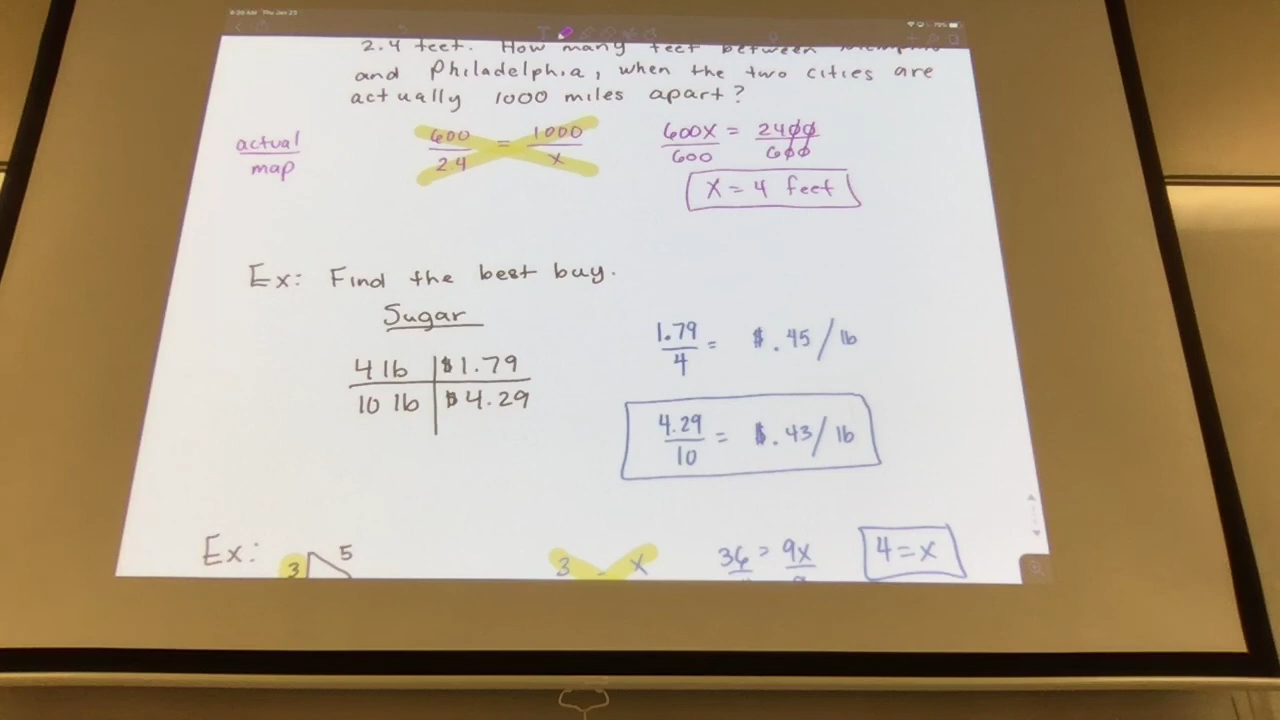 2.4 feet. How many feet between
and Philadelphia, when the two cities are
actually 1000 miles apart?
actual
map
600
2.4
=
1000
x
600x = 2400
600 600
x = 4 feet
Ex: Find the best buy.
Sugar
4 lb $1.79
10 lb $4.29
1.79
4
= $.45/lb
4.29
10
= $.43/lb
Ex:
3
5
3 = x
36 = 9x
4 = x